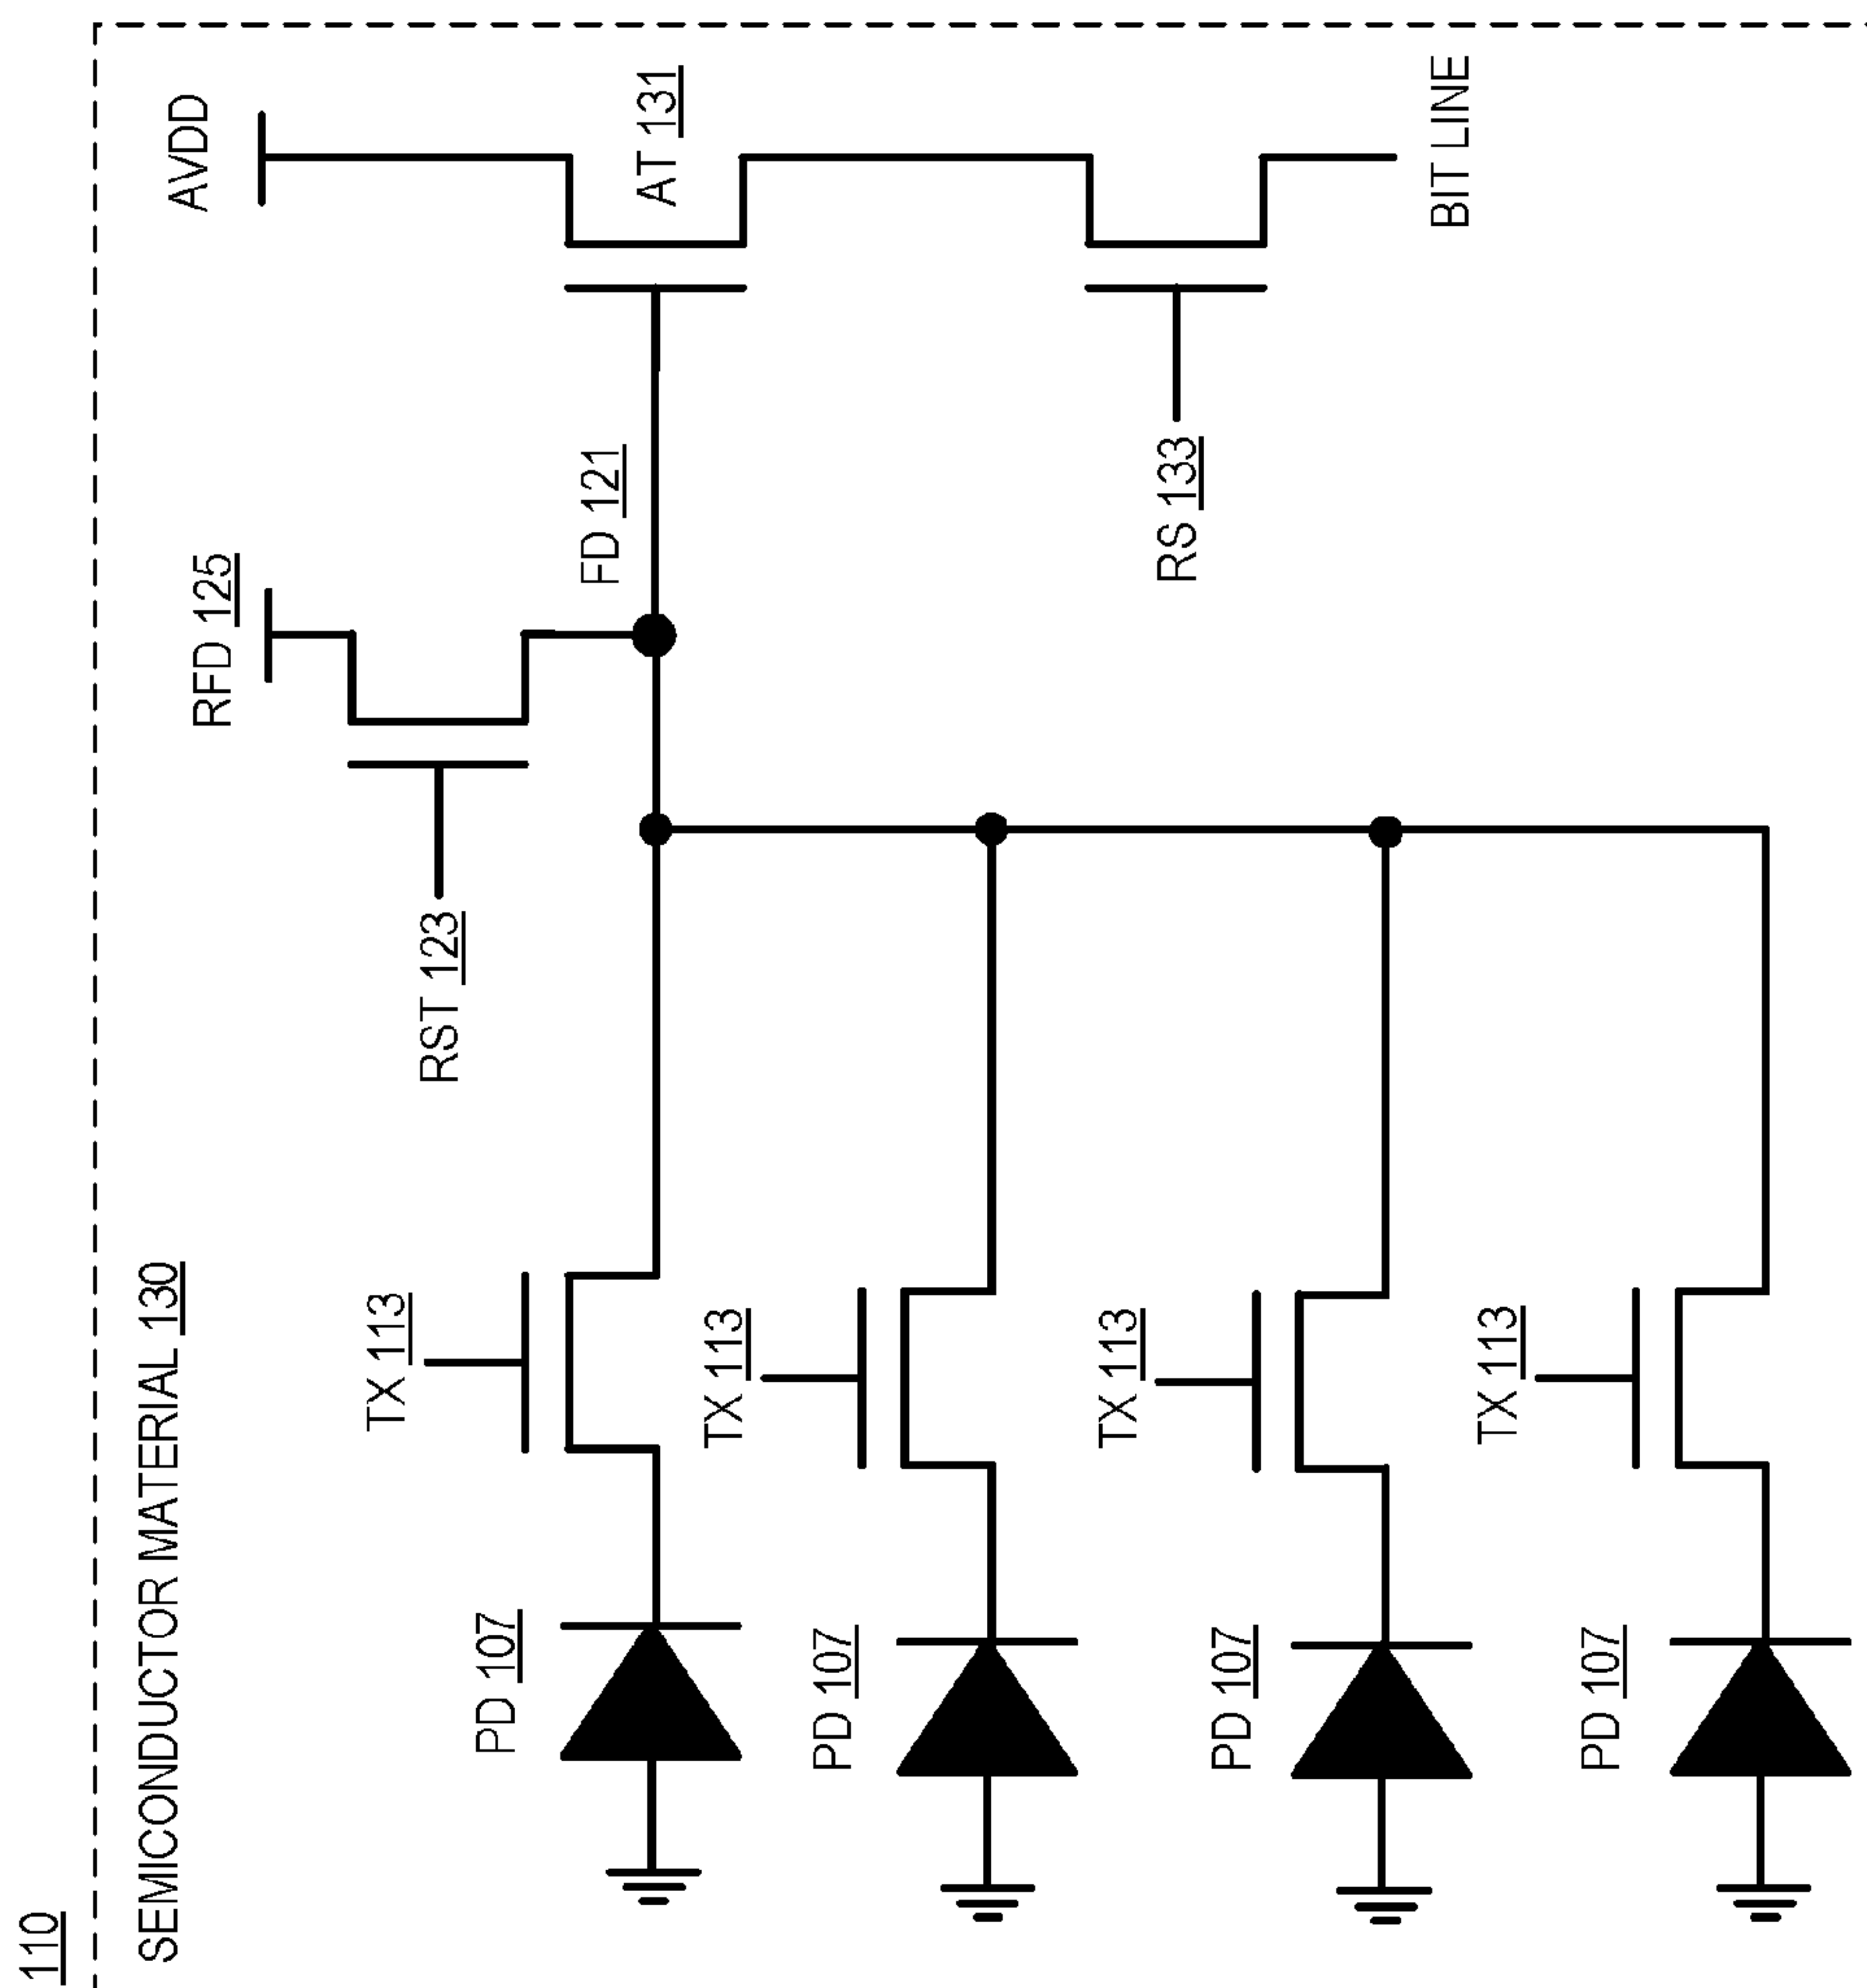 110
SEMICONDUCTOR MATERIAL 130
RFD 125
AVDD
RST 123
TX 113
PD 107
FD 121
AT 131
TX 113
PD 107
RS 133
TX 113
PD 107
BIT LINE
TX 113
PD 107